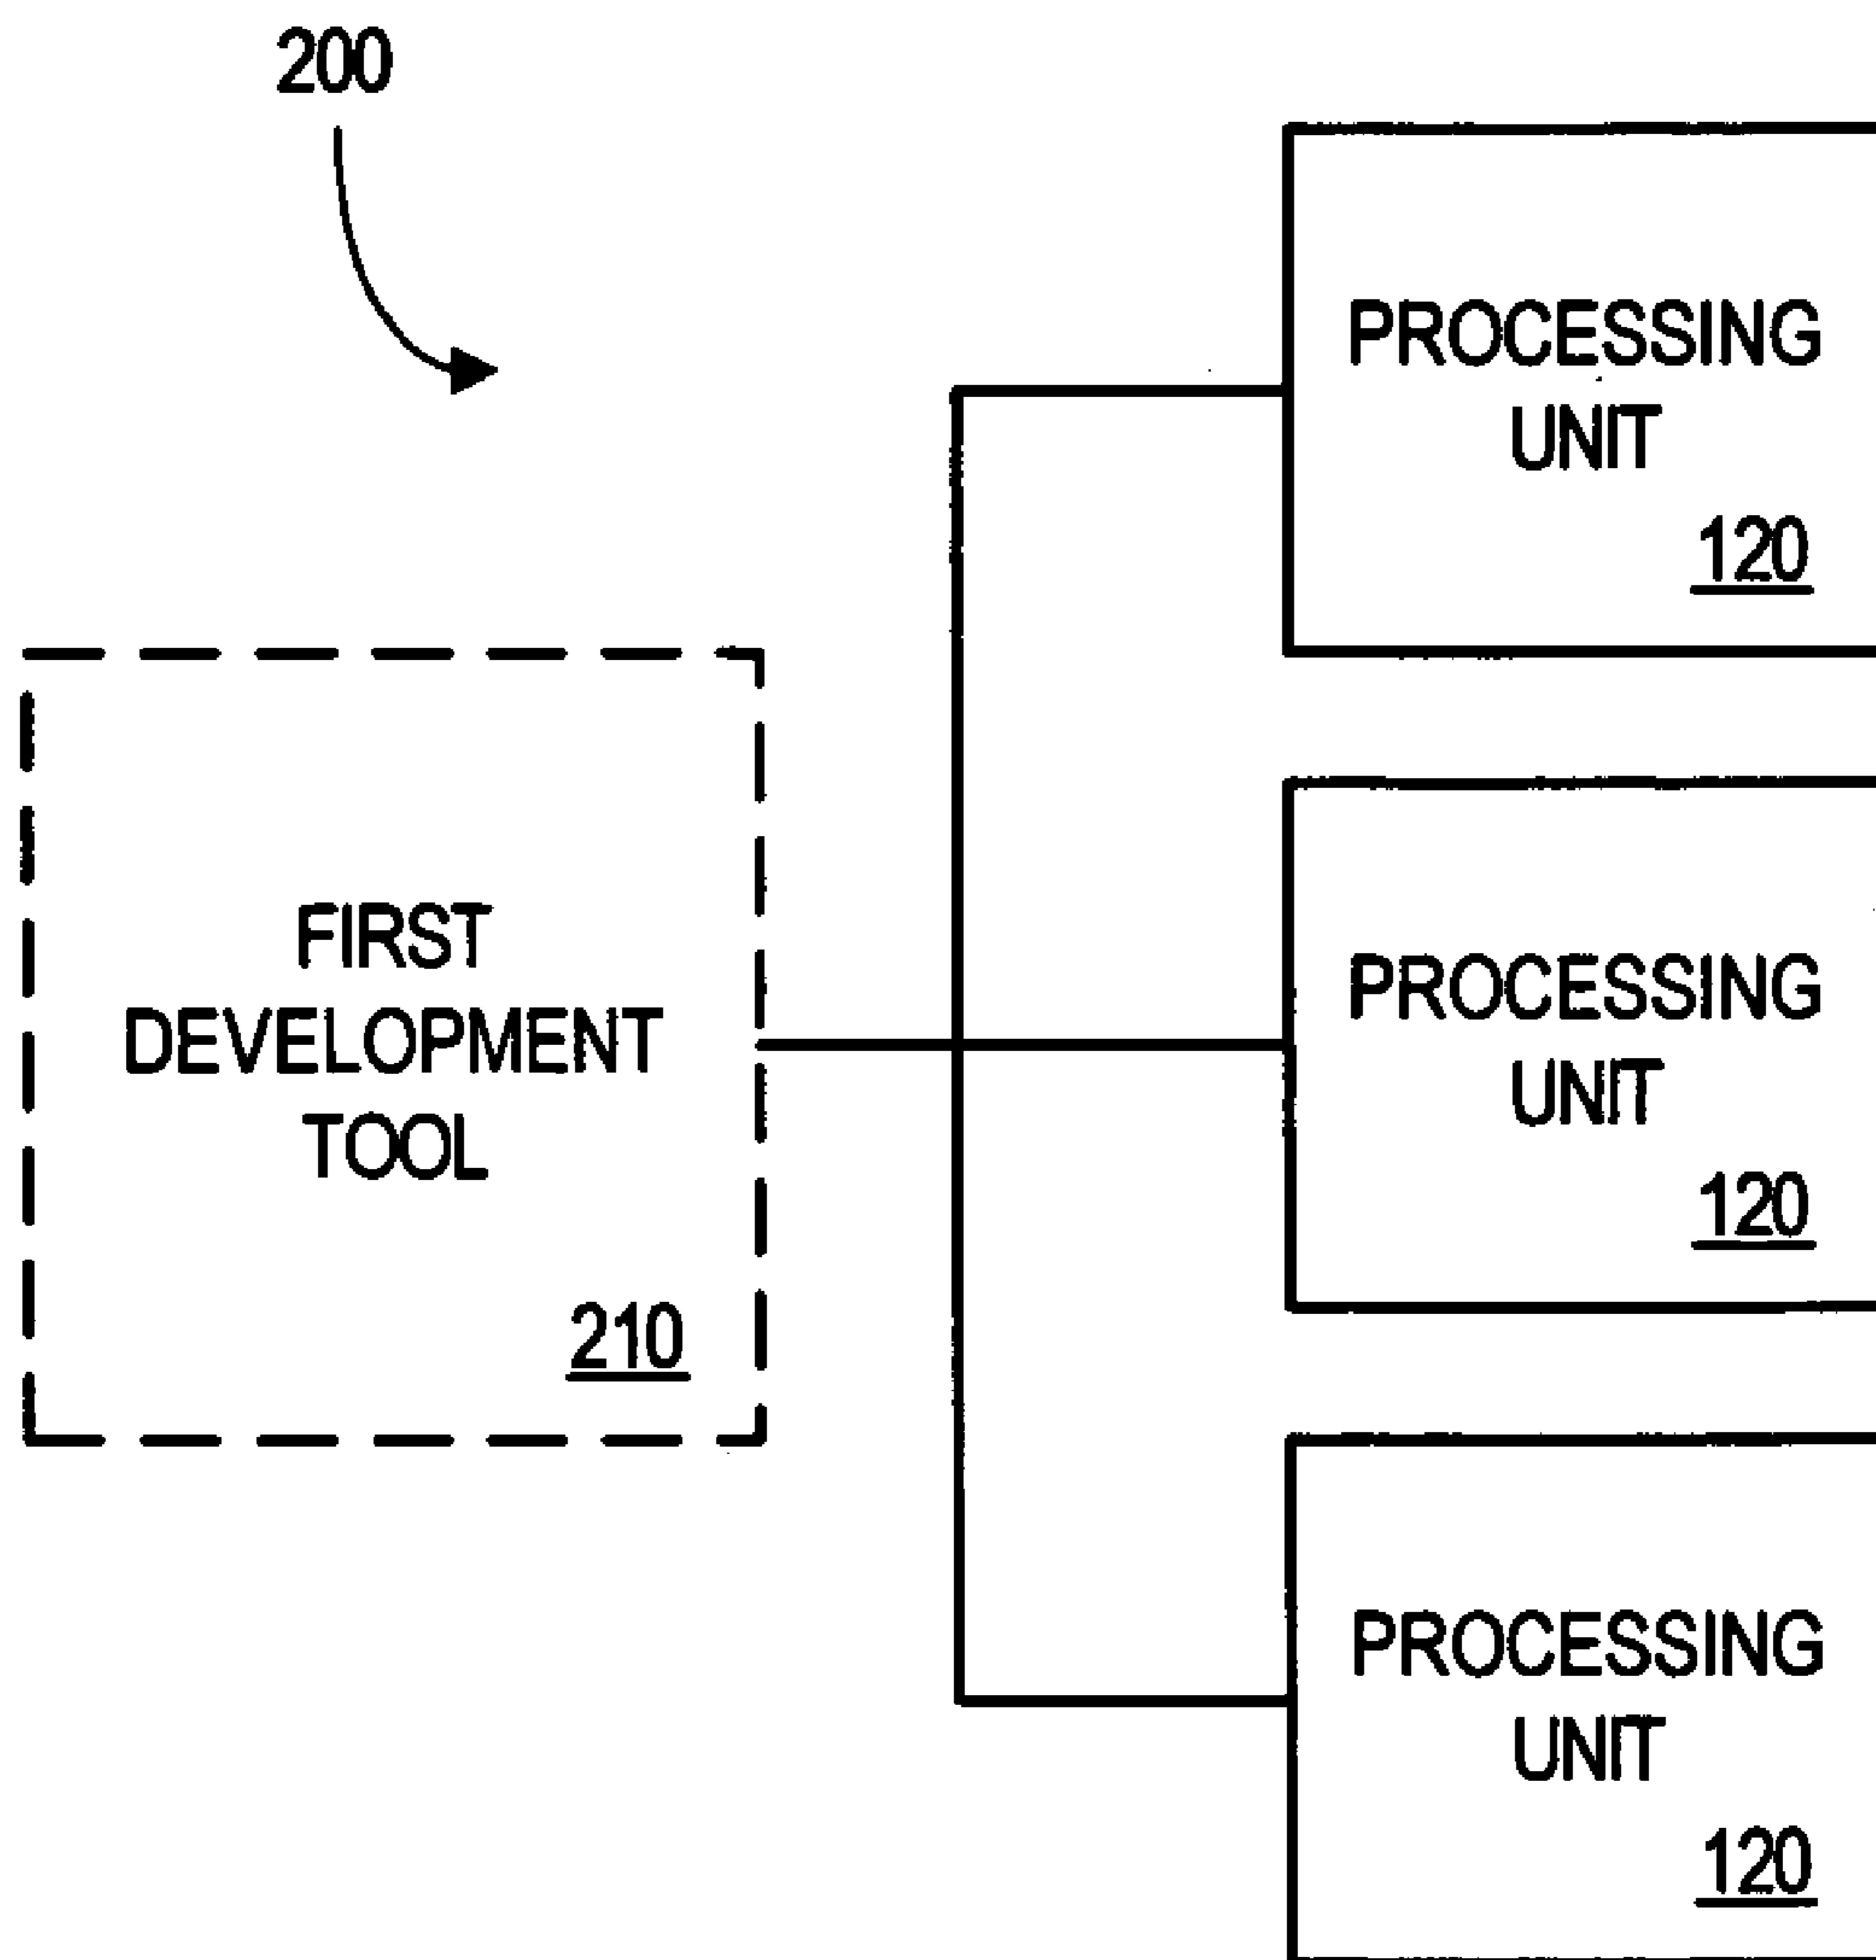 200
PROCESSING
UNIT
120
FIRST
DEVELOPMENT
TOOL
210
PROCESSING
UNIT
120
PROCESSING
UNIT
120